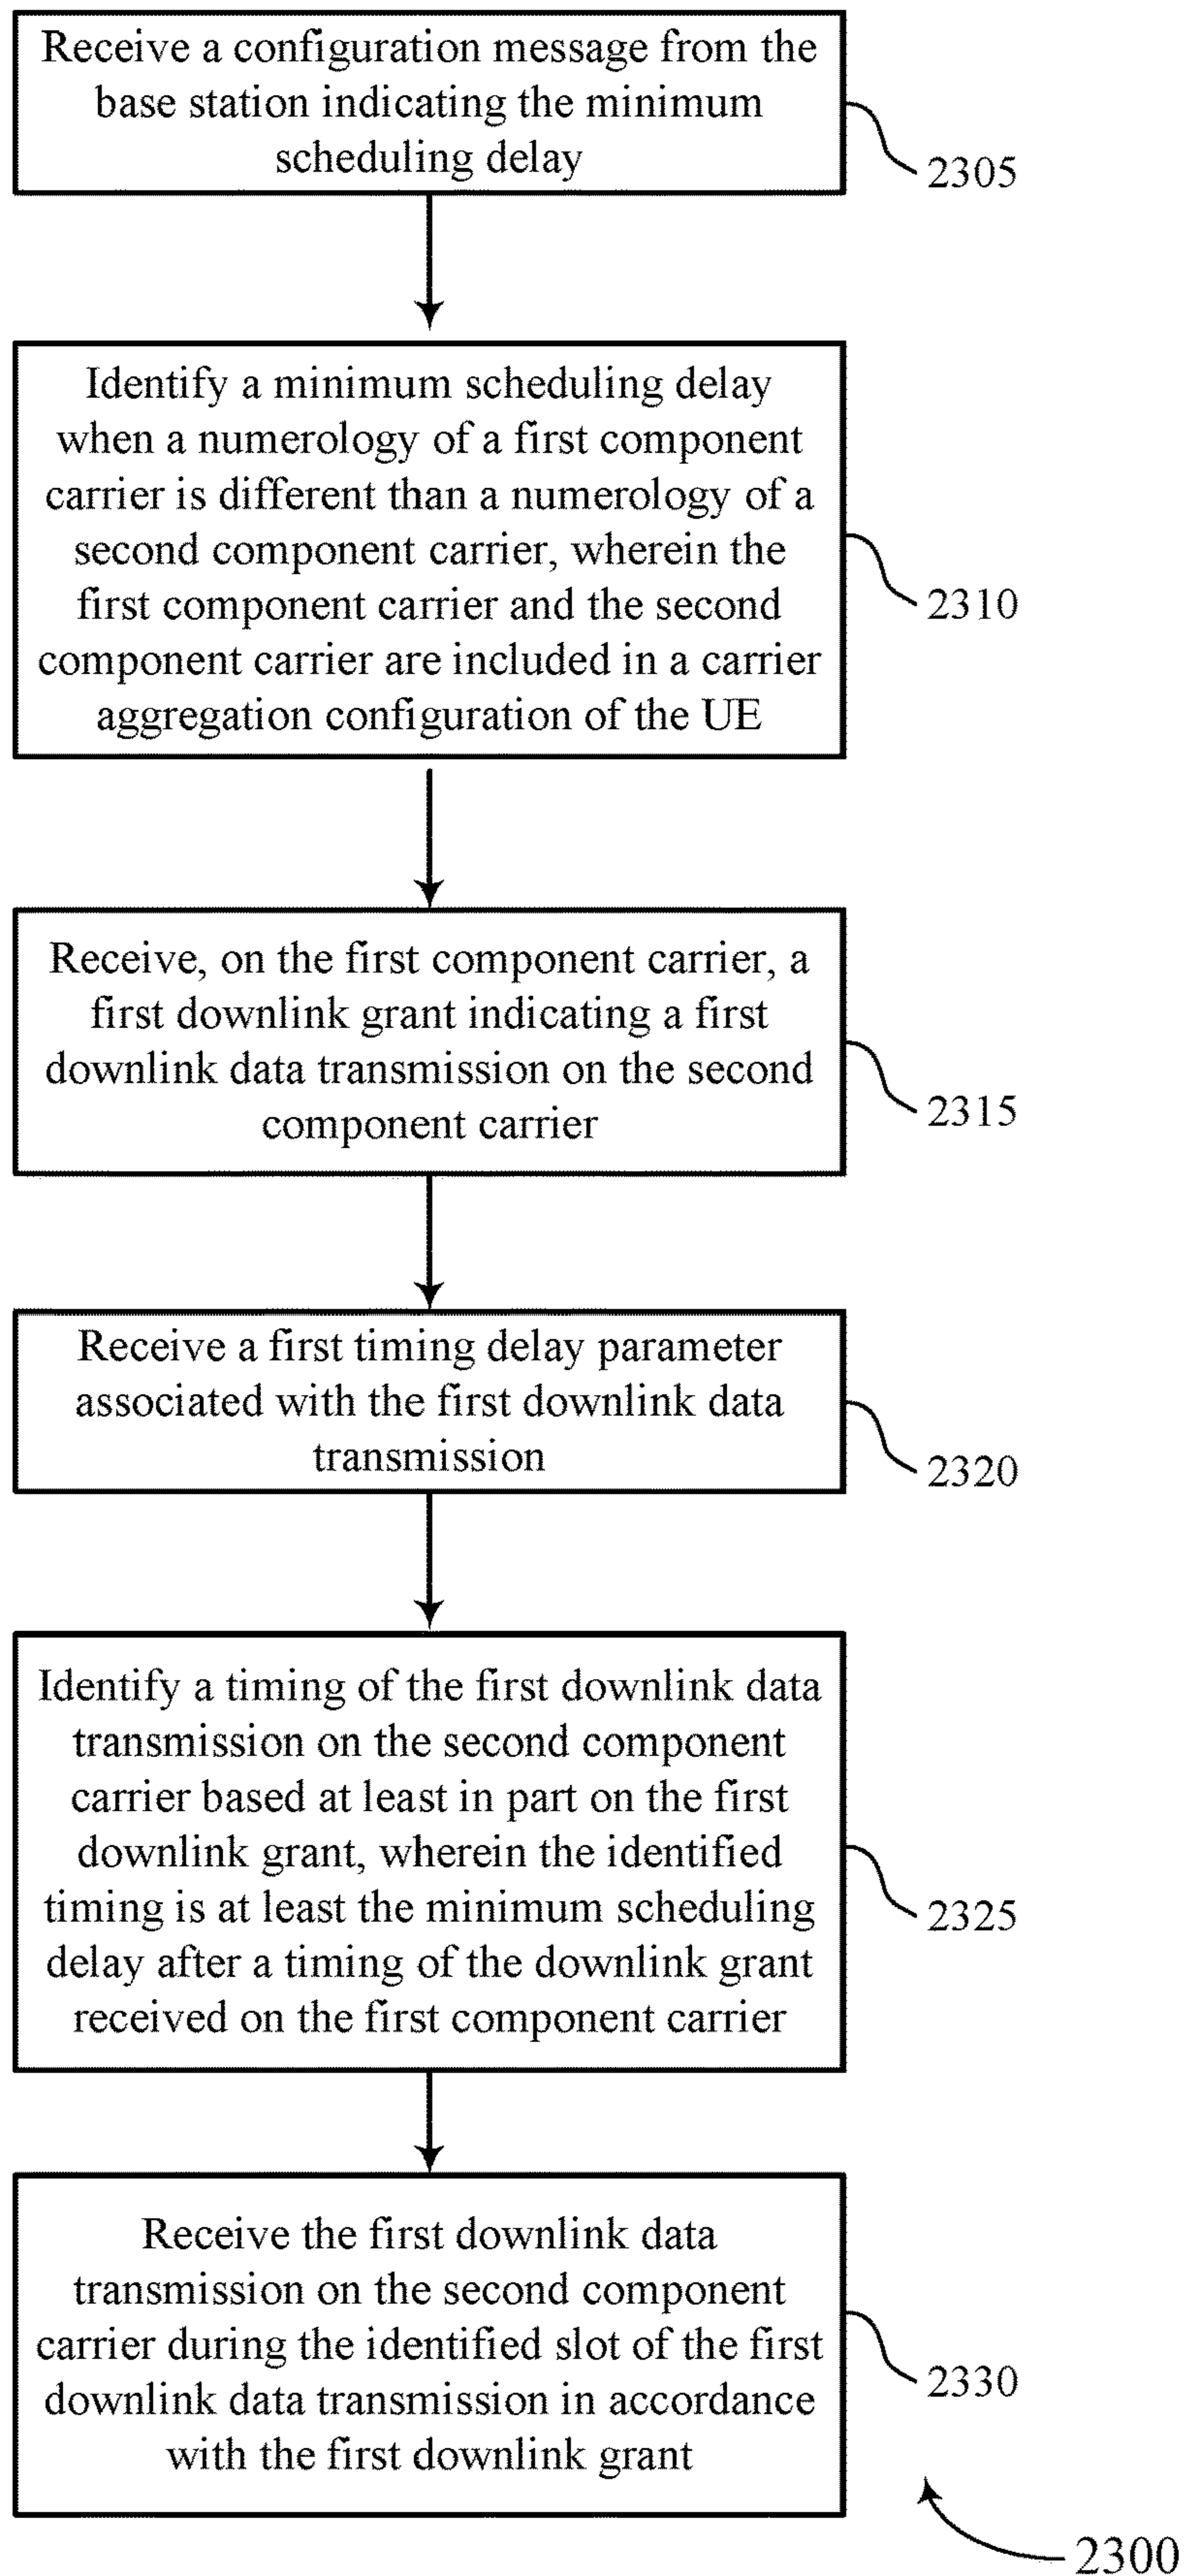 Receive a configuration message from the
base station indicating the minimum
scheduling delay
2305
Identify a minimum scheduling delay
when a numerology of a first component
carrier is different than a numerology of a
second component carrier, wherein the
first component carrier and the second
component carrier are included in a carrier
aggregation configuration of the UE
2310
Receive, on the first component carrier, a
first downlink grant indicating a first
downlink data transmission on the second
component carrier
2315
Receive a first timing delay parameter
associated with the first downlink data
transmission
2320
Identify a timing of the first downlink data
transmission on the second component
carrier based at least in part on the first
downlink grant, wherein the identified
timing is at least the minimum scheduling
delay after a timing of the downlink grant
received on the first component carrier
2325
Receive the first downlink data
transmission on the second component
carrier during the identified slot of the first
downlink data transmission in accordance
with the first downlink grant
2330
2300